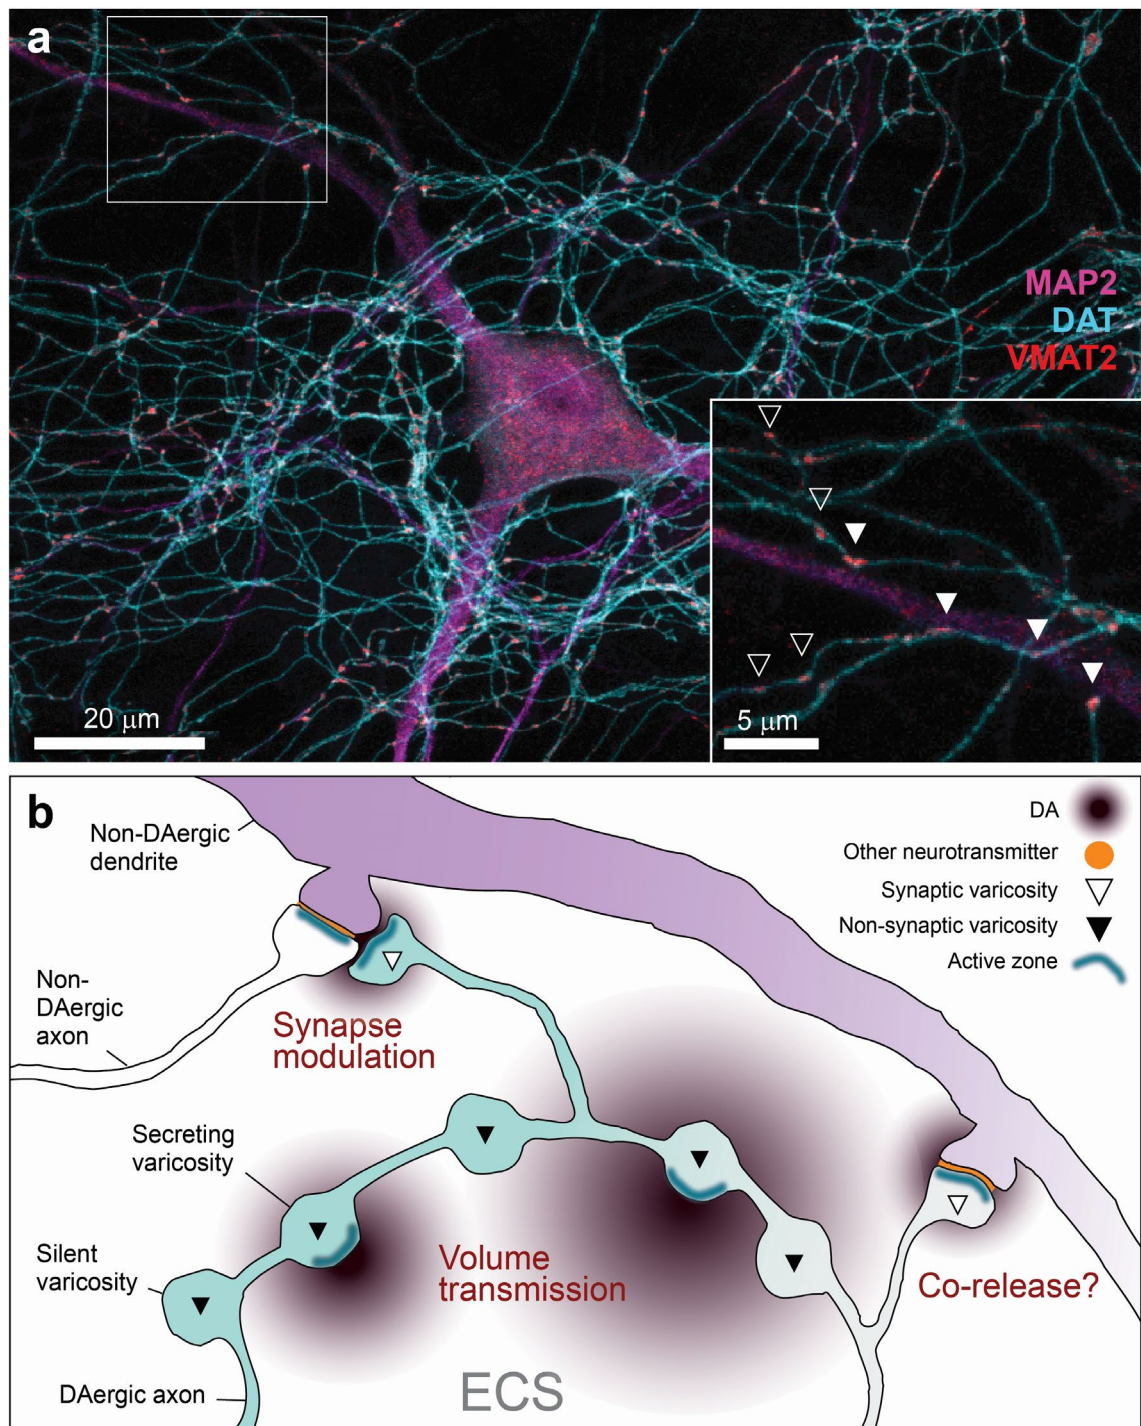 a
MAP2
DAT
VMAT2
20 μm
5 μm
b
Non-DAergic
dendrite
DA
Other neurotransmitter
Synaptic varicosity
Non-synaptic varicosity
Active zone
Non-
DAergic
axon
Synapse
modulation
Secreting
varicosity
Silent
varicosity
Volume
transmission
Co-release?
DAergic axon
ECS